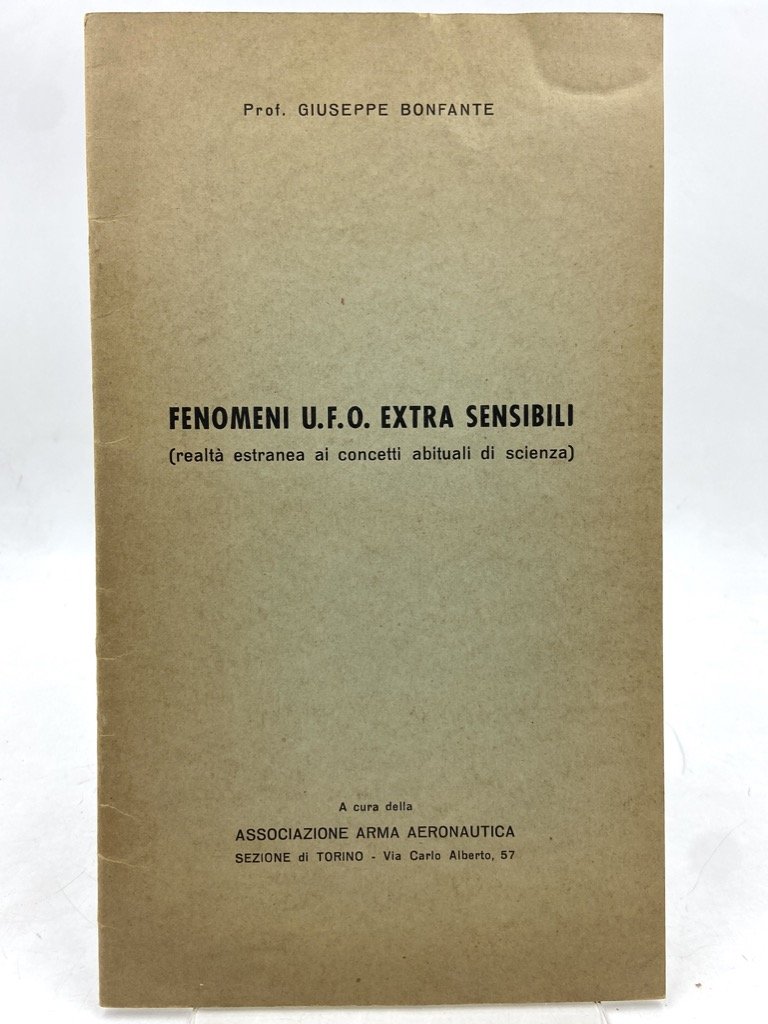 Prof. GIUSEPPE BONFANTE
FENOMENI U.F.O. EXTRA SENSIBILI
(realtà estranea ai concetti abituali di scienza)
A cura della
ASSOCIAZIONE ARMA AERONAUTICA
SEZIONE di TORINO - Via Carlo Alberto, 57